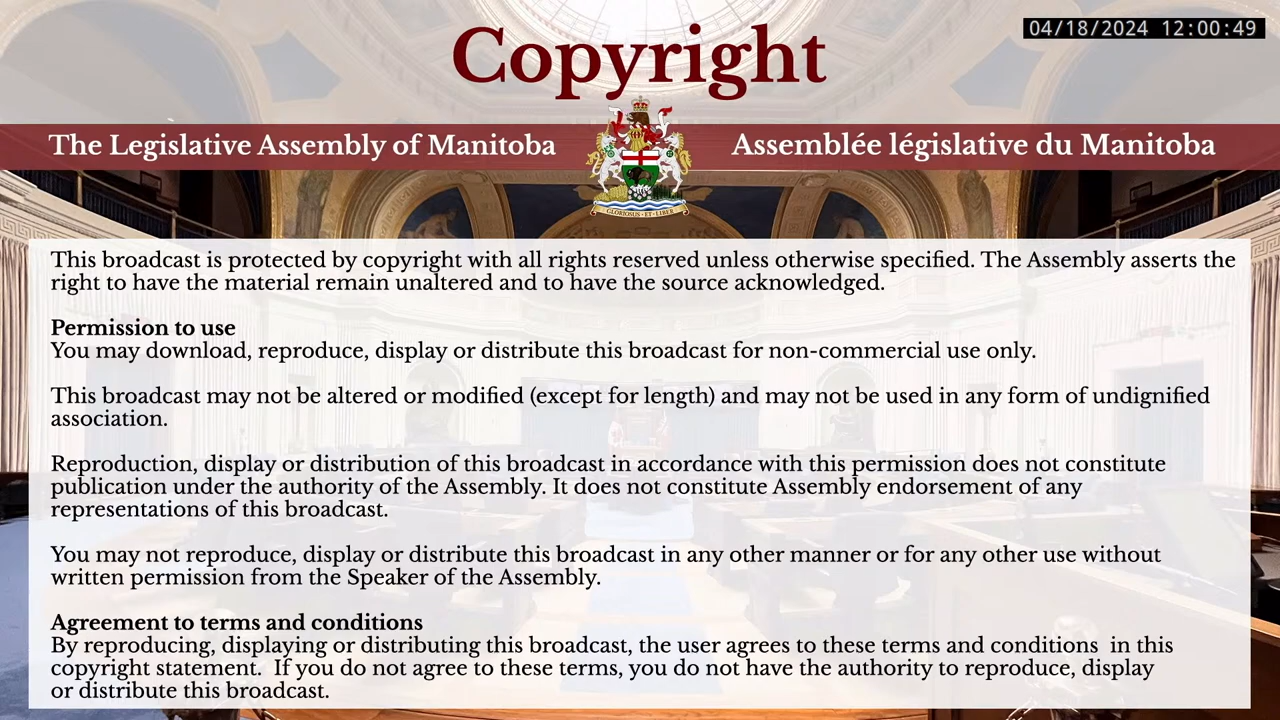 Copyright
04/18/2024 12:00:49
The Legislative Assembly of Manitoba
Assemblée législative du Manitoba
GLORIOSUS · ET · LIBER
This broadcast is protected by copyright with all rights reserved unless otherwise specified. The Assembly asserts the
right to have the material remain unaltered and to have the source acknowledged.
Permission to use
You may download, reproduce, display or distribute this broadcast for non-commercial use only.
This broadcast may not be altered or modified (except for length) and may not be used in any form of undignified
association.
Reproduction, display or distribution of this broadcast in accordance with this permission does not constitute
publication under the authority of the Assembly. It does not constitute Assembly endorsement of any
representations of this broadcast.
You may not reproduce, display or distribute this broadcast in any other manner or for any other use without
written permission from the Speaker of the Assembly.
Agreement to terms and conditions
By reproducing, displaying or distributing this broadcast, the user agrees to these terms and conditions  in this
copyright statement.  If you do not agree to these terms, you do not have the authority to reproduce, display
or distribute this broadcast.